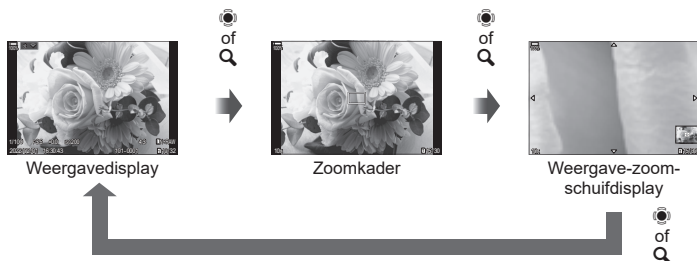 of
of
Weergavedisplay
Zoomkader
Weergave-zoom-
schuifdisplay
of